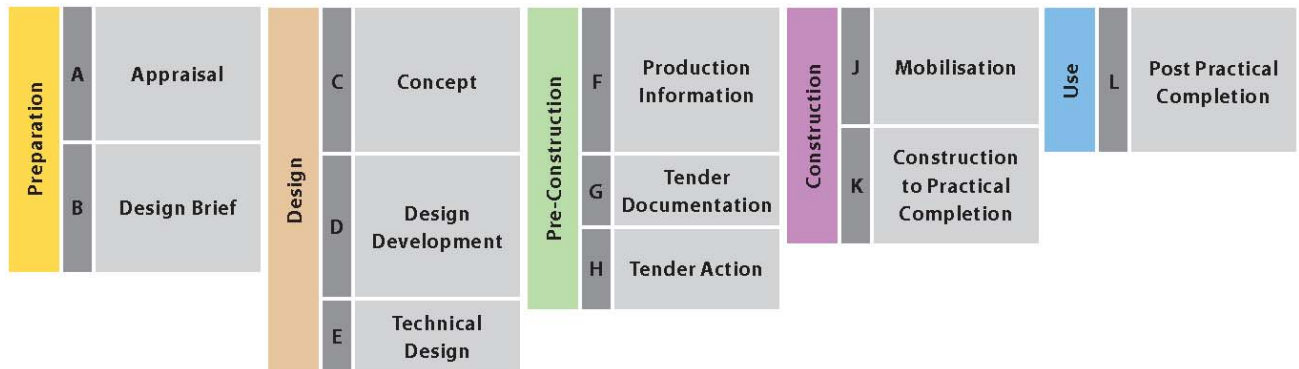 Preparation
A
Appraisal
B
Design Brief
Design
C
Concept
D
Design
Development
E
Technical
Design
Pre-Construction
F
Production
Information
G
Tender
Documentation
H
Tender Action
Construction
J
Mobilisation
K
Construction
to Practical
Completion
Use
L
Post Practical
Completion